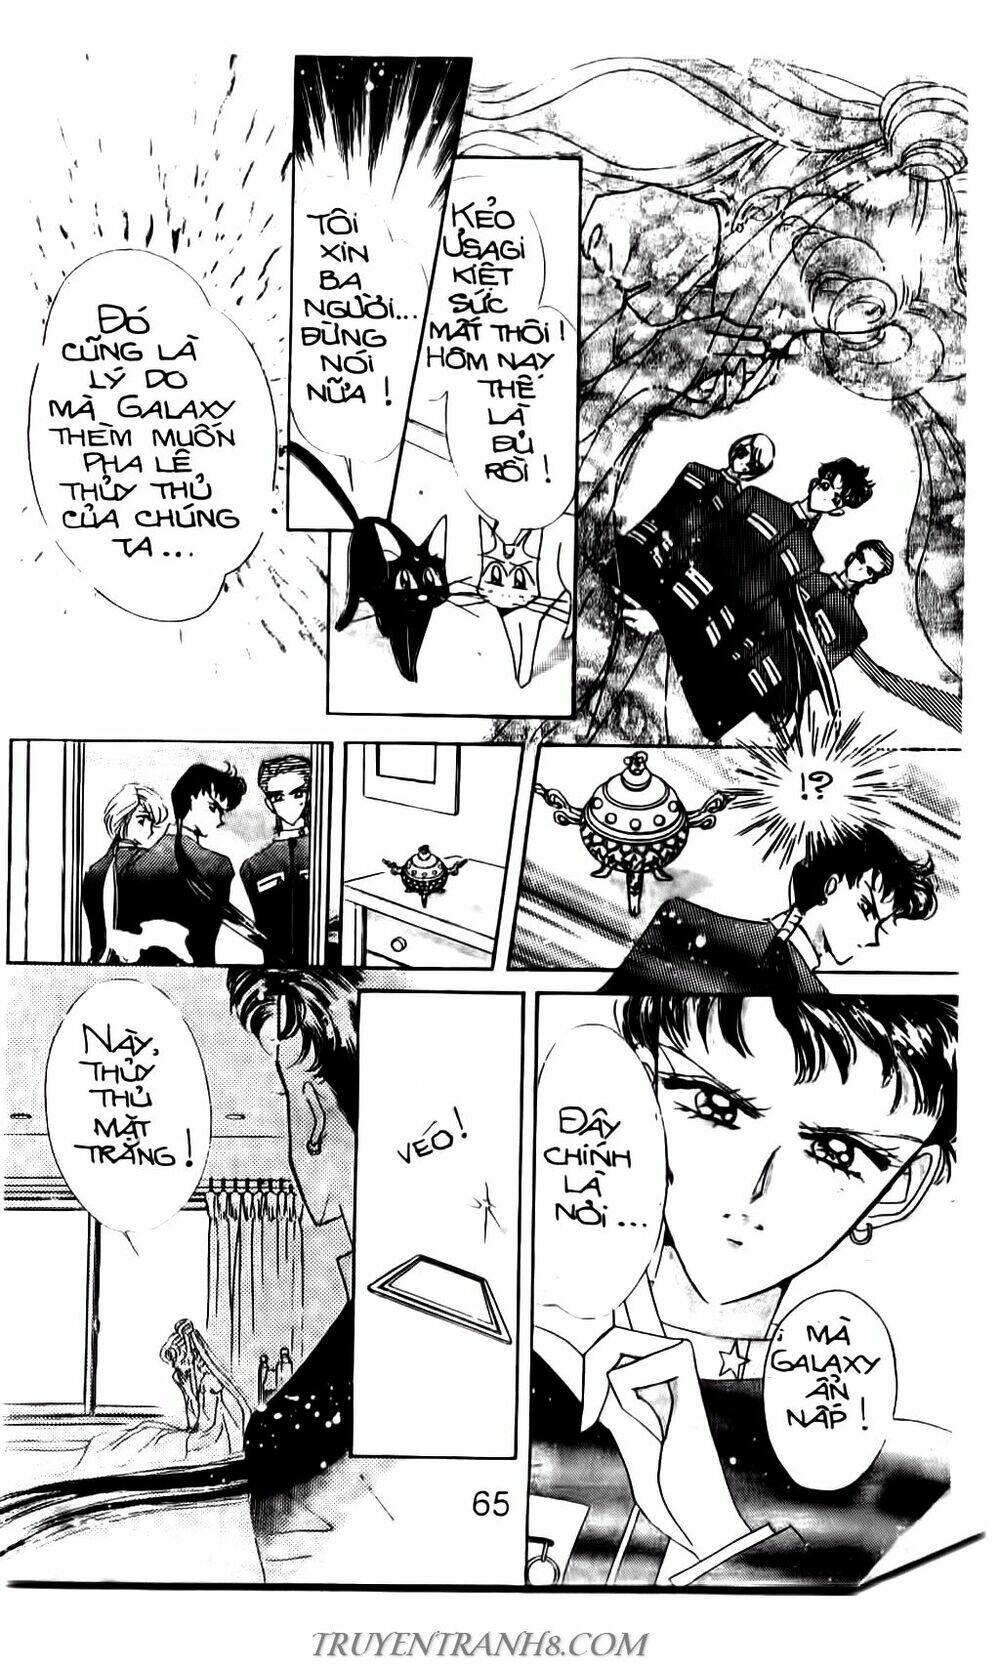 ĐÓ
CŨNG LÀ
LÝ DO
MÀ GALAXY
THÈM MUỐN
PHA LÊ
THỦY THỦ
CỦA CHÚNG
TA...
TÔI
XIN
BA
NGƯỜI...
ĐỪNG
NÓI
NỮA!
KẺO
USAGI
KIỆT
SỨC
MẤT THÔI!
HÔM NAY
THẾ
LÀ
ĐỦ
RỒI!
!?
NÀY,
THỦY
THỦ
MẶT
TRĂNG!
VÉO!
ĐÂY
CHÍNH
LÀ
NƠI...
MÀ
GALAXY
ẨN
NẤP!
65
TRUYENTRANH8.COM